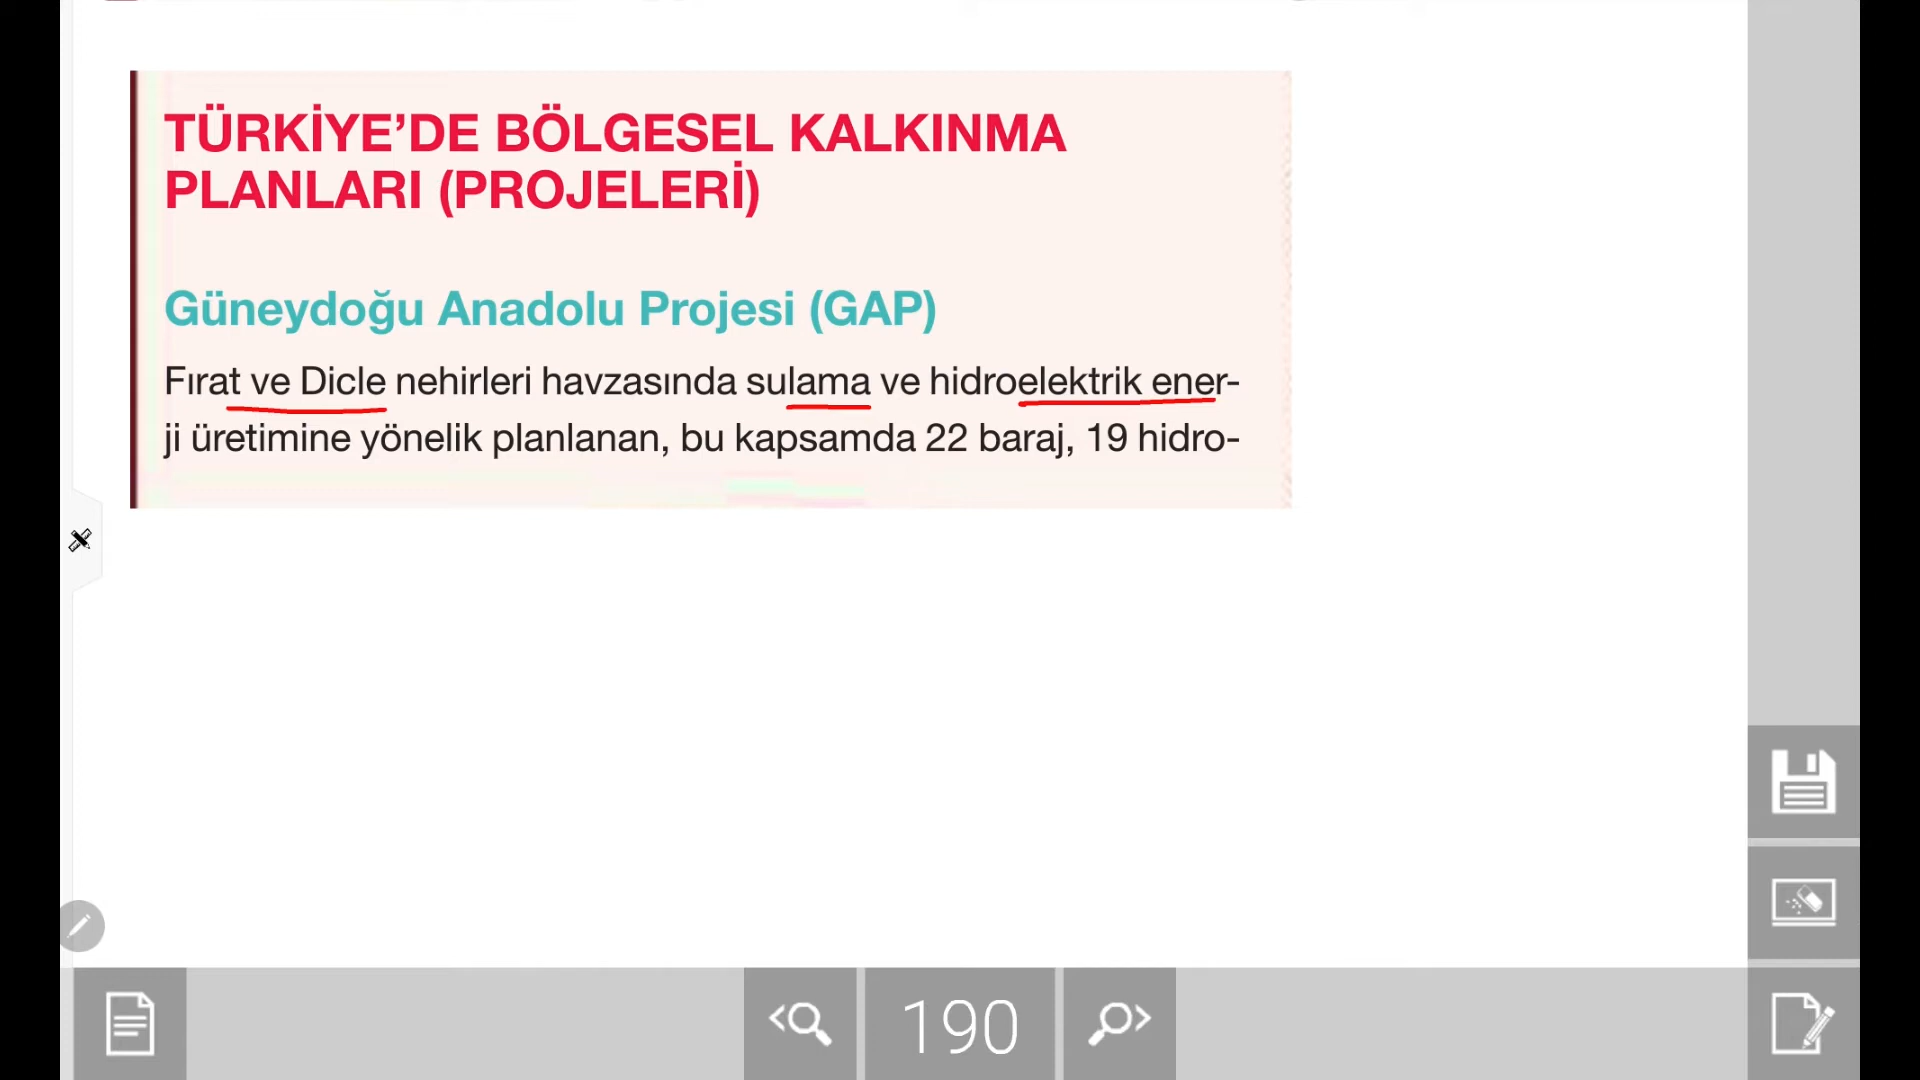 TÜRKİYE’DE BÖLGESEL KALKINMA
PLANLARI (PROJELERİ)
Güneydoğu Anadolu Projesi (GAP)
Fırat ve Dicle nehirleri havzasında sulama ve hidroelektrik ener-
ji üretimine yönelik planlanan, bu kapsamda 22 baraj, 19 hidro-
190